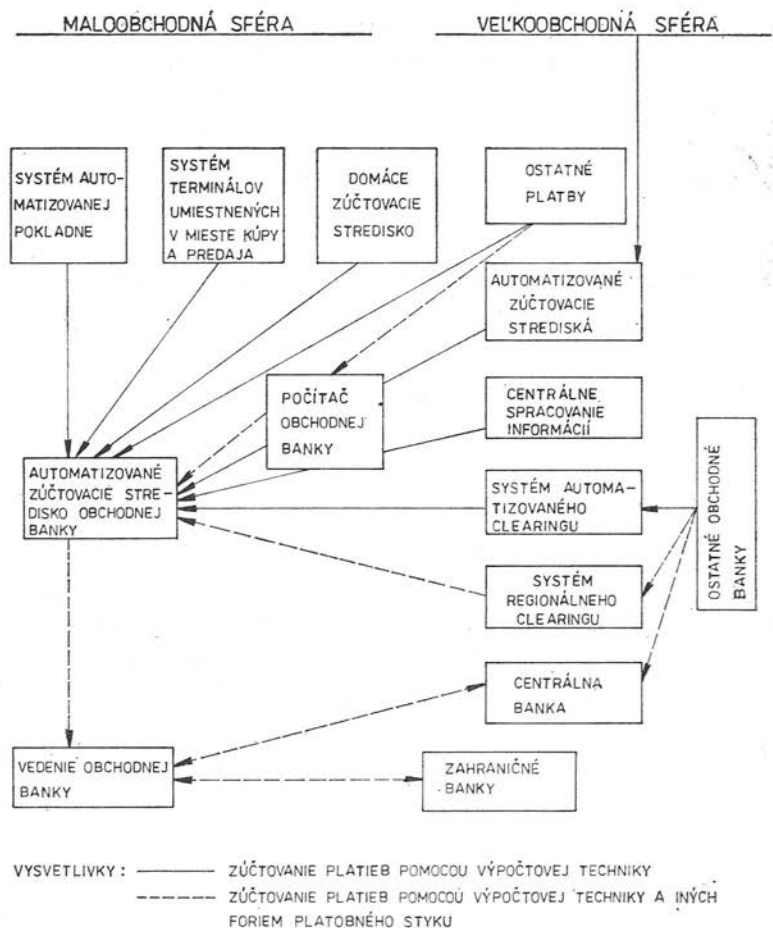 MALOOBCHODNÁ SFÉRA
VEĽKOOBCHODNÁ SFÉRA
SYSTÉM AUTO-
MATIZOVANEJ
POKLADNE
SYSTÉM
TERMINÁLOV
UMIESTNENÝCH
V MIESTE KÚPY
A PREDAJA
DOMÁCE
ZÚČTOVACIE
STREDISKO
OSTATNÉ
PLATBY
AUTOMATIZOVANÉ
ZÚČTOVACIE
STREDISKÁ
POČÍTAČ
OBCHODNEJ
BANKY
CENTRÁLNE
SPRACOVANIE
INFORMÁCIÍ
AUTOMATIZOVANÉ
ZÚČTOVACIE STRE-
DISKO OBCHODNEJ
BANKY
SYSTÉM AUTOMA-
TIZOVANÉHO
CLEARINGU
OSTATNÉ OBCHODNÉ
BANKY
SYSTÉM
REGIONÁLNEHO
CLEARINGU
CENTRÁLNA
BANKA
VEDENIE OBCHODNEJ
BANKY
ZAHRANIČNÉ
BANKY
VYSVETLIVKY : ZÚČTOVANIE PLATIEB POMOCOU VÝPOČTOVEJ TECHNIKY
ZÚČTOVANIE PLATIEB POMOCOU VÝPOČTOVEJ TECHNIKY A INÝCH
FORIEM PLATOBNÉHO STYKU